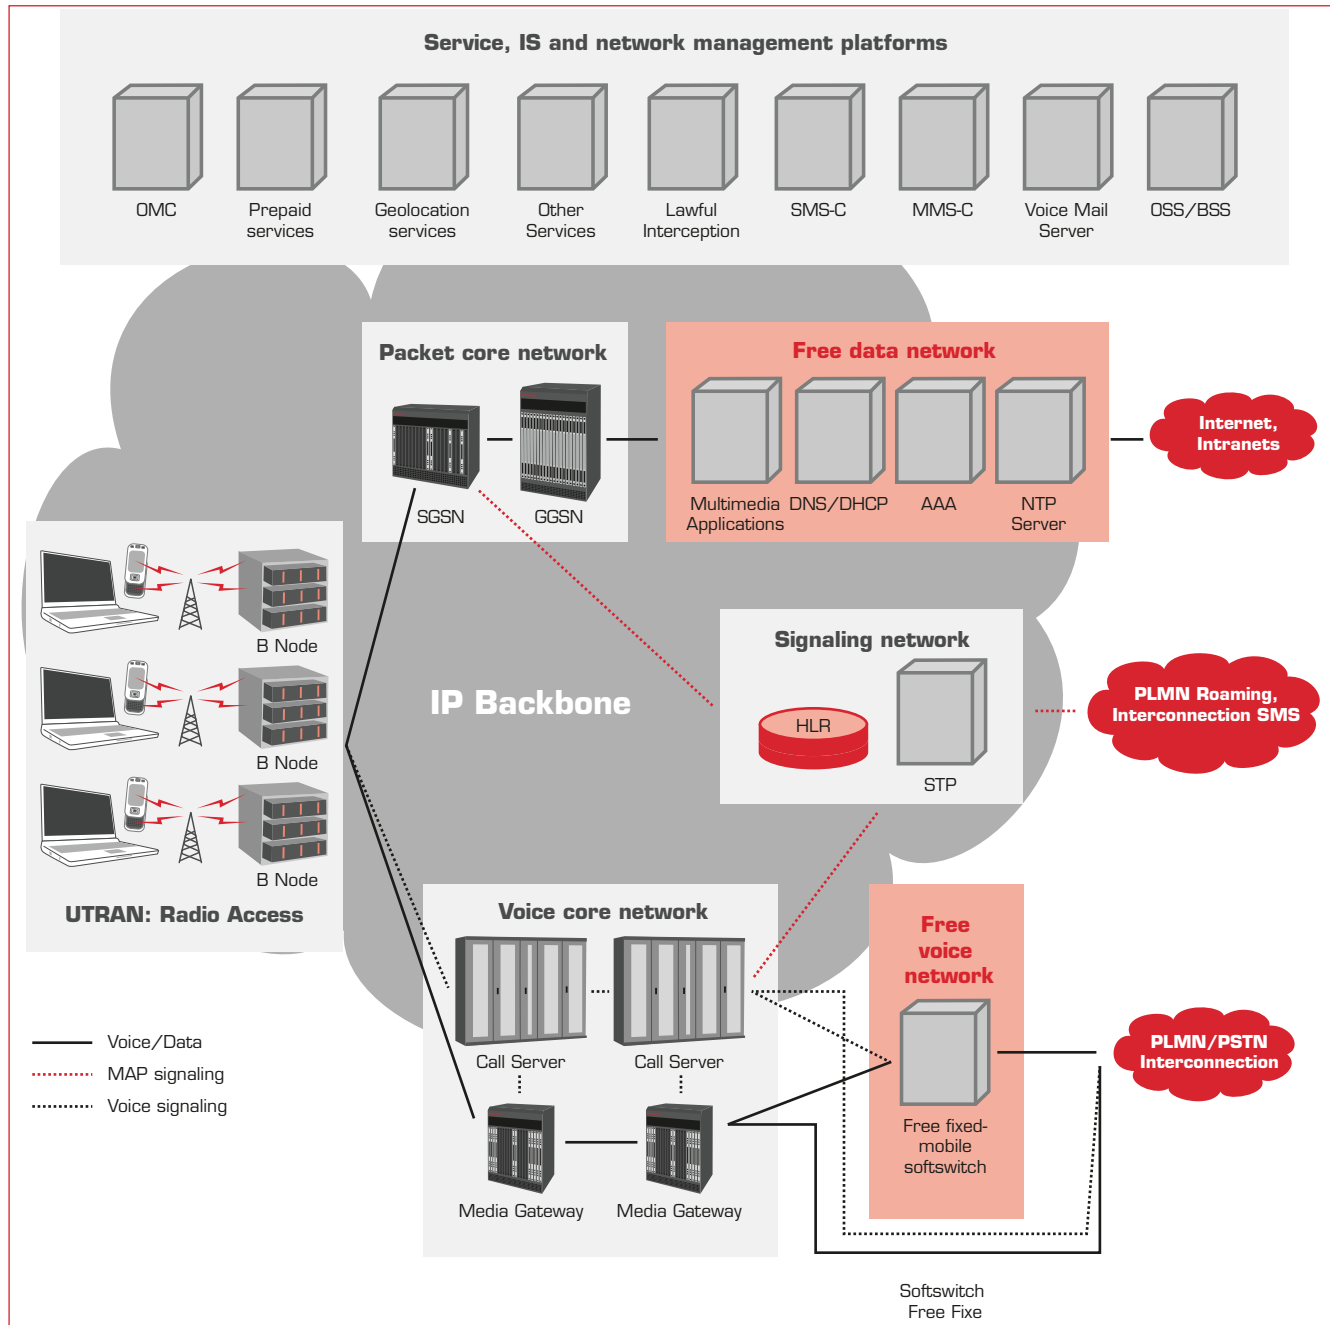 Service, IS and network management platforms
OMC
Prepaid
services
Geolocation
services
Other
Services
Lawful
Interception
SMS-C
MMS-C
Voice Mail
Server
OSS/BSS
Packet core network
SGSN
GGSN
Free data network
Multimedia
Applications
DNS/DHCP
AAA
NTP
Server
Internet,
Intranets
B Node
B Node
B Node
UTRAN: Radio Access
IP Backbone
Signaling network
HLR
STP
PLMN Roaming,
Interconnection SMS
Voice core network
Call Server
Call Server
Media Gateway
Media Gateway
Free
voice
network
Free fixed-
mobile
softswitch
PLMN/PSTN
Interconnection
Voice/Data
MAP signaling
Voice signaling
Softswitch
Free Fixe